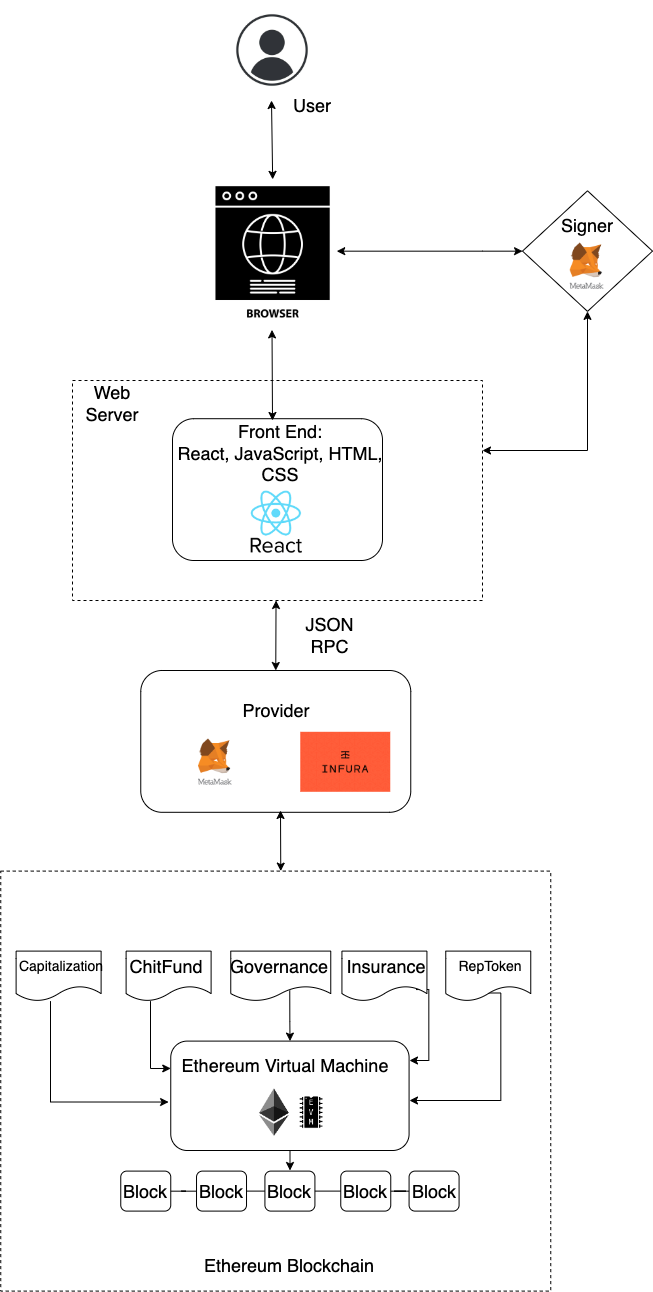 User
Signer
MetaMask
BROWSER
Web
Server
Front End:
React, JavaScript, HTML,
CSS
React
JSON
RPC
Provider
MetaMask
INFURA
Capitalization
ChitFund
Governance
Insurance
RepToken
Ethereum Virtual Machine
E
V
M
Block
Block
Block
Block
Block
Ethereum Blockchain